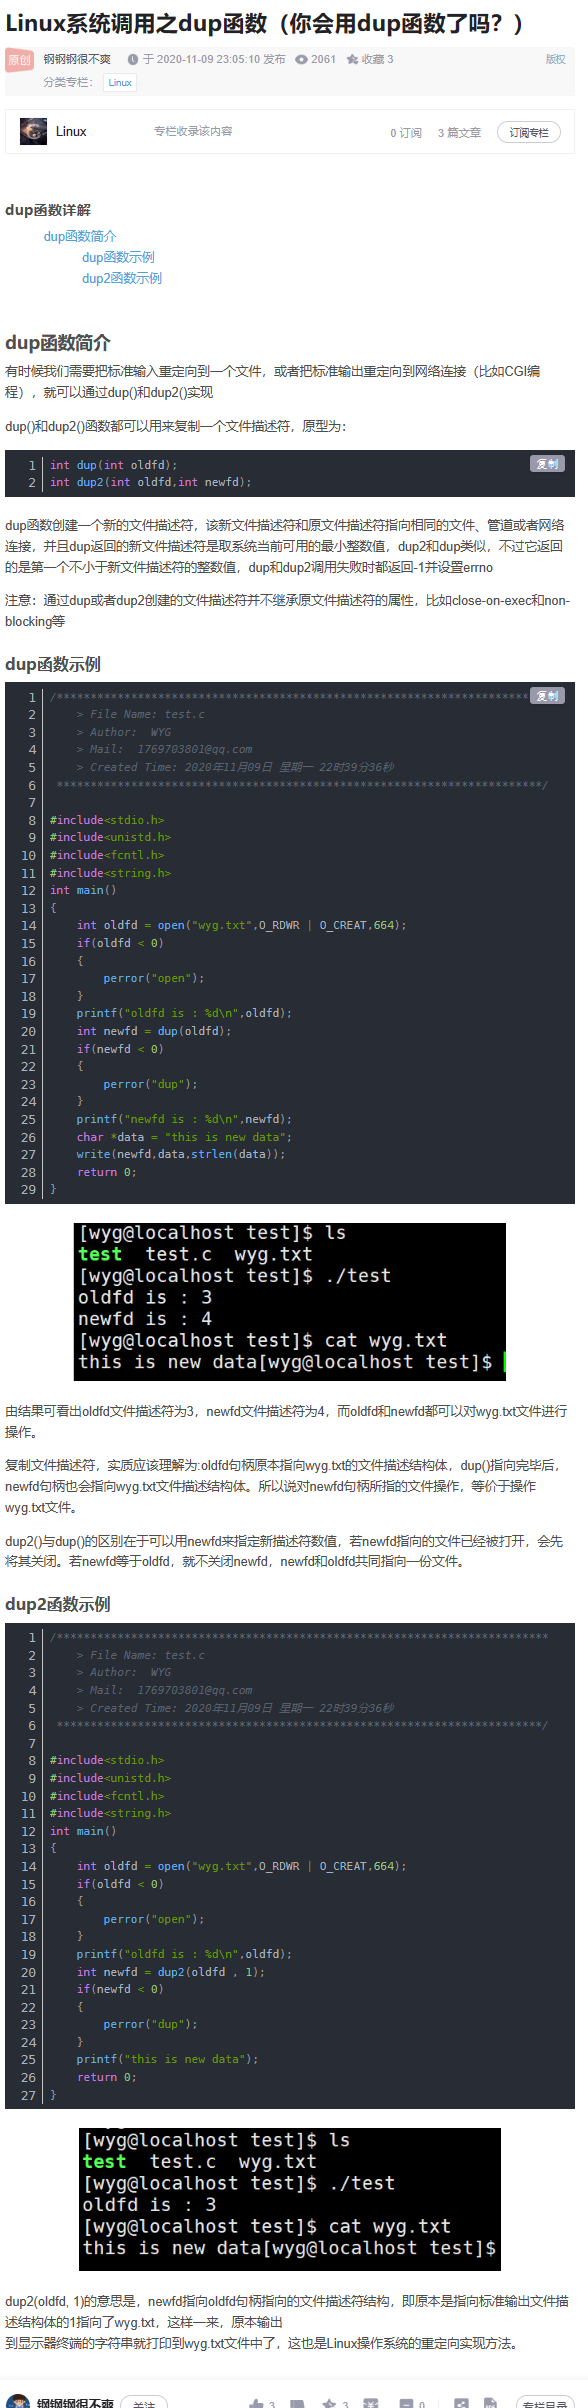 Linux系统调用之dup函数（你会用dup函数了吗？）
原创 钢钢钢很不爽 于 2020-11-09 23:05:10 发布 2061 收藏 3 版权
分类专栏： Linux
Linux 专栏收录该内容 0 订阅 3 篇文章 订阅专栏
dup函数详解
dup函数简介
dup函数示例
dup2函数示例
dup函数简介
有时候我们需要把标准输入重定向到一个文件，或者把标准输出重定向到网络连接（比如CGI编
程），就可以通过dup()和dup2()实现
dup()和dup2()函数都可以用来复制一个文件描述符，原型为：
复制
1 int dup(int oldfd);
2 int dup2(int oldfd,int newfd);
dup函数创建一个新的文件描述符，该新文件描述符和原文件描述符指向相同的文件、管道或者网络
连接，并且dup返回的新文件描述符是取系统当前可用的最小整数值，dup2和dup类似，不过它返回
的是第一个不小于新文件描述符的整数值，dup和dup2调用失败时都返回-1并设置errno
注意：通过dup或者dup2创建的文件描述符并不继承原文件描述符的属性，比如close-on-exec和non-
blocking等
dup函数示例
复制
1 /*************************************************************************
2 > File Name: test.c
3 > Author:  WYG
4 > Mail:  1769703801@qq.com
5 > Created Time: 2020年11月09日 星期一 22时39分36秒
6 ************************************************************************/
7
8 #include<stdio.h>
9 #include<unistd.h>
10 #include<fcntl.h>
11 #include<string.h>
12 int main()
13 {
14 int oldfd = open("wyg.txt",O_RDWR | O_CREAT,664);
15 if(oldfd < 0)
16 {
17 perror("open");
18 }
19 printf("oldfd is : %d\n",oldfd);
20 int newfd = dup(oldfd);
21 if(newfd < 0)
22 {
23 perror("dup");
24 }
25 printf("newfd is : %d\n",newfd);
26 char *data = "this is new data";
27 write(newfd,data,strlen(data));
28 return 0;
29 }
[wyg@localhost test]$ ls
test  test.c  wyg.txt
[wyg@localhost test]$ ./test
oldfd is : 3
newfd is : 4
[wyg@localhost test]$ cat wyg.txt
this is new data[wyg@localhost test]$
由结果可看出oldfd文件描述符为3，newfd文件描述符为4，而oldfd和newfd都可以对wyg.txt文件进行
操作。
复制文件描述符，实质应该理解为:oldfd句柄原本指向wyg.txt的文件描述结构体，dup()指向完毕后，
newfd句柄也会指向wyg.txt文件描述结构体。所以说对newfd句柄所指的文件操作，等价于操作
wyg.txt文件。
dup2()与dup()的区别在于可以用newfd来指定新描述符数值，若newfd指向的文件已经被打开，会先
将其关闭。若newfd等于oldfd，就不关闭newfd，newfd和oldfd共同指向一份文件。
dup2函数示例
1 /*************************************************************************
2 > File Name: test.c
3 > Author:  WYG
4 > Mail:  1769703801@qq.com
5 > Created Time: 2020年11月09日 星期一 22时39分36秒
6 ************************************************************************/
7
8 #include<stdio.h>
9 #include<unistd.h>
10 #include<fcntl.h>
11 #include<string.h>
12 int main()
13 {
14 int oldfd = open("wyg.txt",O_RDWR | O_CREAT,664);
15 if(oldfd < 0)
16 {
17 perror("open");
18 }
19 printf("oldfd is : %d\n",oldfd);
20 int newfd = dup2(oldfd , 1);
21 if(newfd < 0)
22 {
23 perror("dup");
24 }
25 printf("this is new data");
26 return 0;
27 }
[wyg@localhost test]$ ls
test  test.c  wyg.txt
[wyg@localhost test]$ ./test
oldfd is : 3
[wyg@localhost test]$ cat wyg.txt
this is new data[wyg@localhost test]$
dup2(oldfd, 1)的意思是，newfd指向oldfd句柄指向的文件描述符结构，即原本是指向标准输出文件描
述结构体的1指向了wyg.txt，这样一来，原本输出
到显示器终端的字符串就打印到wyg.txt文件中了，这也是Linux操作系统的重定向实现方法。
钢钢钢很不爽 关注 3 3 0 专栏目录